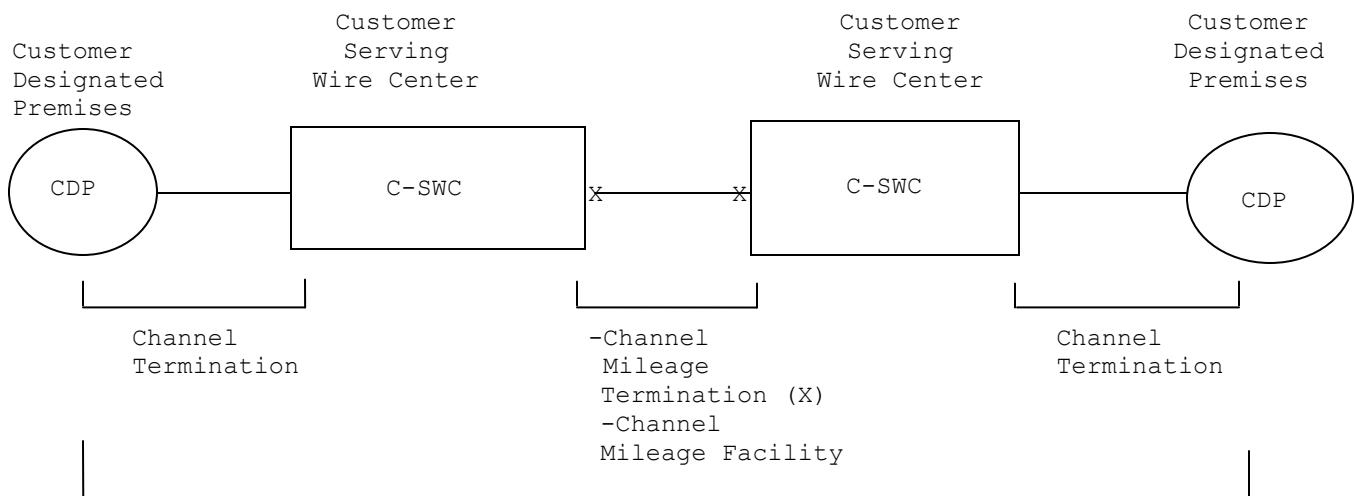 Customer
Designated
Premises
Customer
Serving
Wire Center
Customer
Serving
Wire Center
Customer
Designated
Premises
CDP
C-SWC
X
X
C-SWC
CDP
Channel
Termination
-Channel
Mileage
Termination (X)
-Channel
Mileage Facility
Channel
Termination